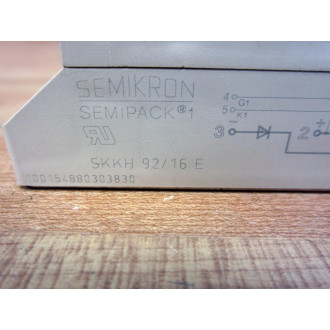 SEMIKRON
SEMIPACK®1
4
G1
5
K1
3 - 2 +
SKKH 92/16 E